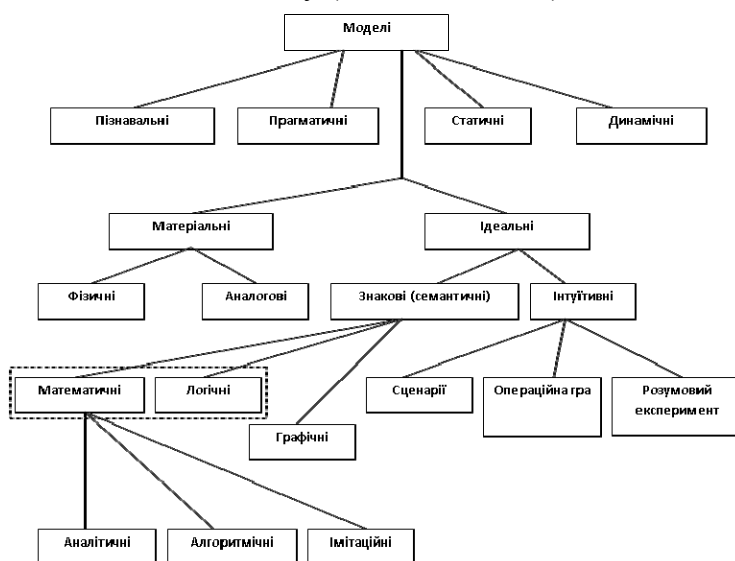 Моделі
Пізнавальні
Прагматичні
Статичні
Динамічні
Матеріальні
Ідеальні
Фізичні
Аналогові
Знакові (семантичні)
Інтуїтивні
Математичні
Логічні
Сценарії
Операційна гра
Розумовий
експеримент
Графічні
Аналітичні
Алгоритмічні
Імітаційні